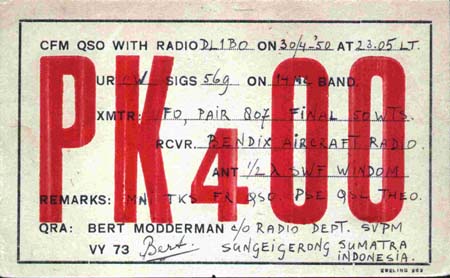 CFM QSO WITH RADIO DL1BO ON 30/4-'50 AT 23.05 LT.
UR CW SIGS 569 ON 14 MC BAND.
XMTR: VFO, PAIR 807 FINAL 50 WTS.
RCVR. BENDIX AIRCRAFT RADIO.
ANT 1/2 λ SWF WINDOM
PK4OO
REMARKS: MNI TKS FR QSO. PSE QSL THEO.
QRA: BERT MODDERMAN c/o RADIO DEPT. SVPM
VY 73 Bert. SUNGEIGERONG SUMATRA
INDONESIA.